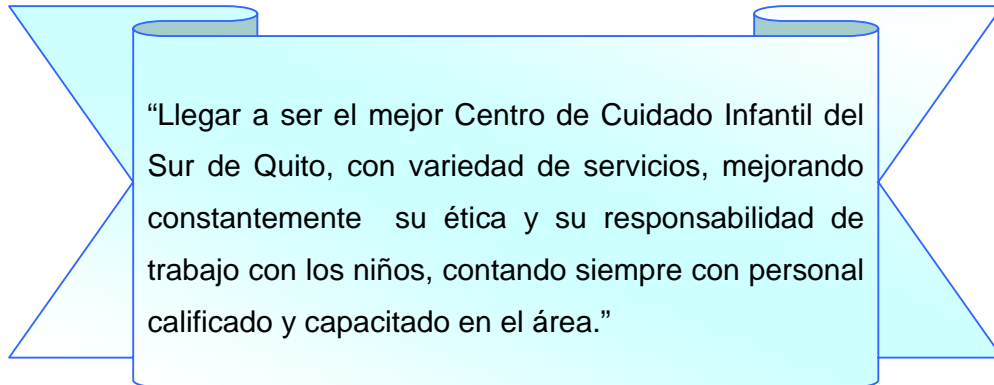 “Llegar a ser el mejor Centro de Cuidado Infantil del
Sur de Quito, con variedad de servicios, mejorando
constantemente su ética y su responsabilidad de
trabajo con los niños, contando siempre con personal
calificado y capacitado en el área.”